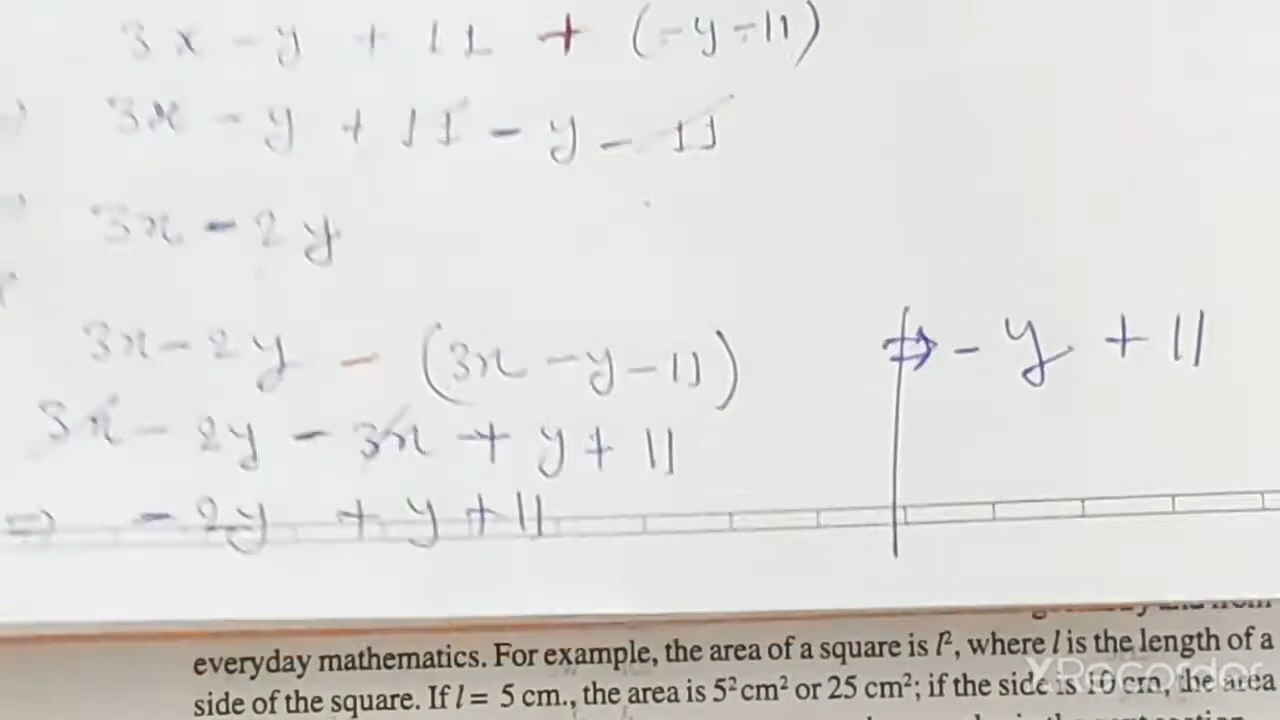 3x - y + 11 + (-y-11)
⇒ 3x - y + 11 - y - 11
⇒ 3x - 2y
3x - 2y - (3x - y - 11)
3x - 2y - 3x + y + 11
⇒ - 2y + y + 11
⇒ - y + 11
everyday mathematics. For example, the area of a square is l², where l is the length of a
side of the square. If l = 5 cm., the area is 5² cm² or 25 cm²; if the side is 10 cm, the area
XRecorder